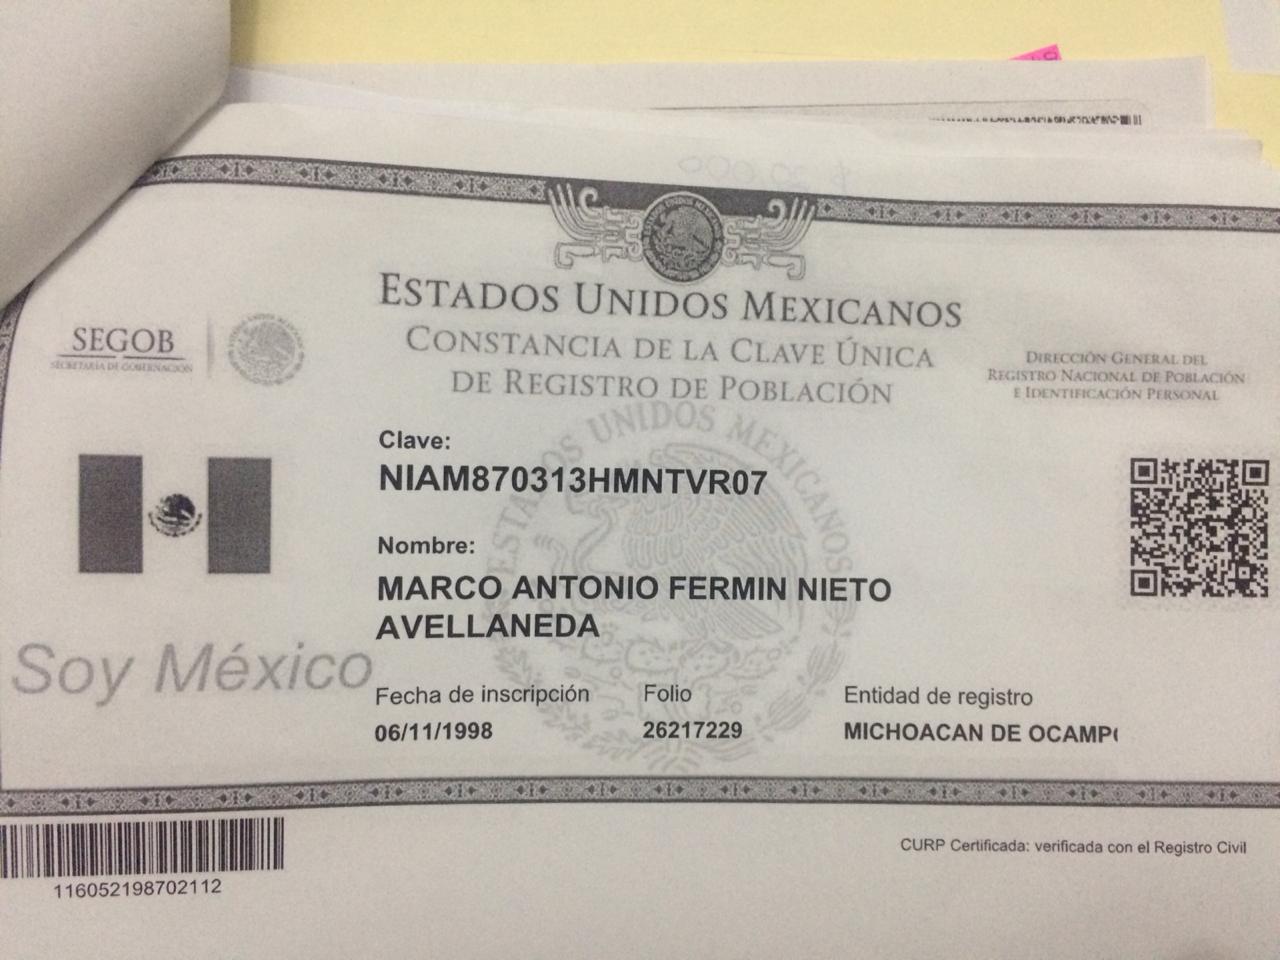 ESTADOS UNIDOS MEXICANOS
CONSTANCIA DE LA CLAVE ÚNICA
DE REGISTRO DE POBLACIÓN
SEGOB
SECRETARÍA DE GOBERNACIÓN
DIRECCIÓN GENERAL DEL
REGISTRO NACIONAL DE POBLACIÓN
E IDENTIFICACIÓN PERSONAL
ESTADOS UNIDOS MEXICANOS
Clave:
NIAM870313HMNTVR07
Nombre:
MARCO ANTONIO FERMIN NIETO
AVELLANEDA
Soy México
Fecha de inscripción Folio Entidad de registro
06/11/1998 26217229 MICHOACAN DE OCAMP
116052198702112
CURP Certificada: verificada con el Registro Civil